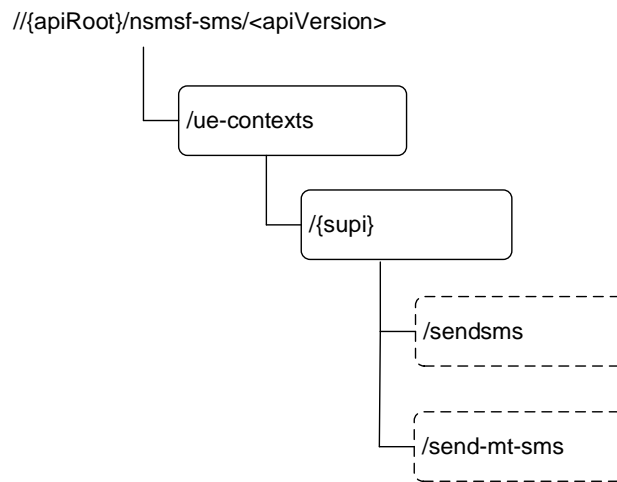 //{apiRoot}/nsmsf-sms/<apiVersion>
/ue-contexts
/{supi}
/sendsms
/send-mt-sms